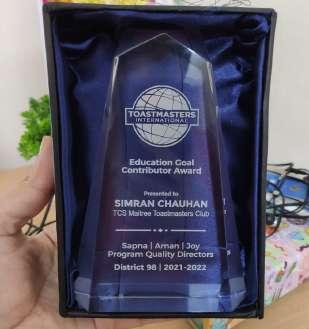 TOASTMASTERS
INTERNATIONAL
Education Goal
Contributor Award
Presented to
SIMRAN CHAUHAN
TCS Maitree Toastmasters Club
Sapna | Aman | Joy
Program Quality Directors
District 98 | 2021-2022